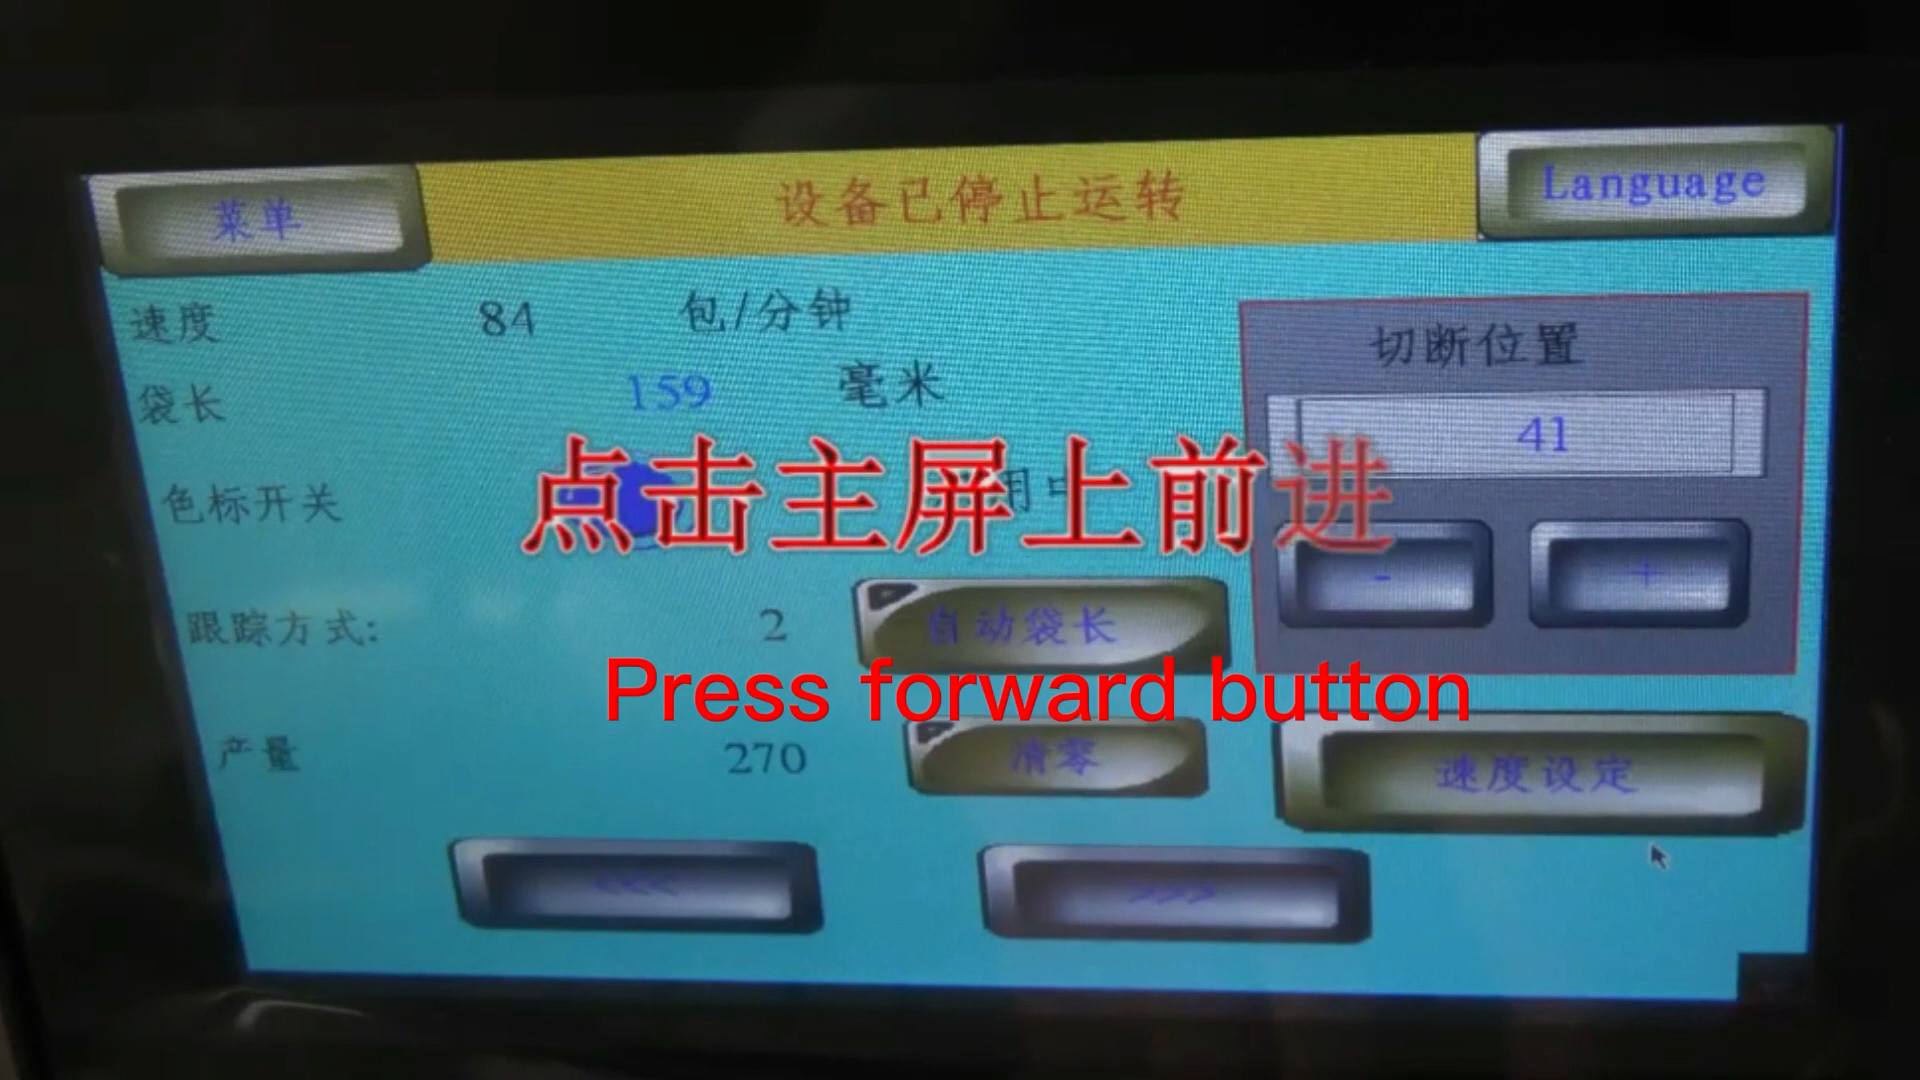 菜单
设备已停止运转
Language
速度 84 包/分钟
袋长 159 毫米
切断位置
41
色标开关 用中
点击主屏上前进
- +
跟踪方式: 2 自动袋长
Press forward button
产量 270 清零
速度设定
<<< >>>